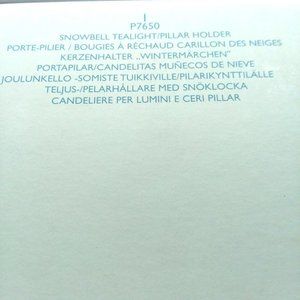 P7650
SNOWBELL TEALIGHT/PILLAR HOLDER
PORTE-PILIER / BOUGIES À RÉCHAUD CARILLON DES NEIGES
KERZENHALTER „WINTERMÄRCHEN"
PORTAPILAR/CANDELITAS MUÑECOS DE NIEVE
JOULUNKELLO -SOMISTE TUIKKIVILLE/PILARIKYNTTILÄLLE
TELJUS-/PELARHÅLLARE MED SNÖKLOCKA
CANDELIERE PER LUMINI E CERI PILLAR